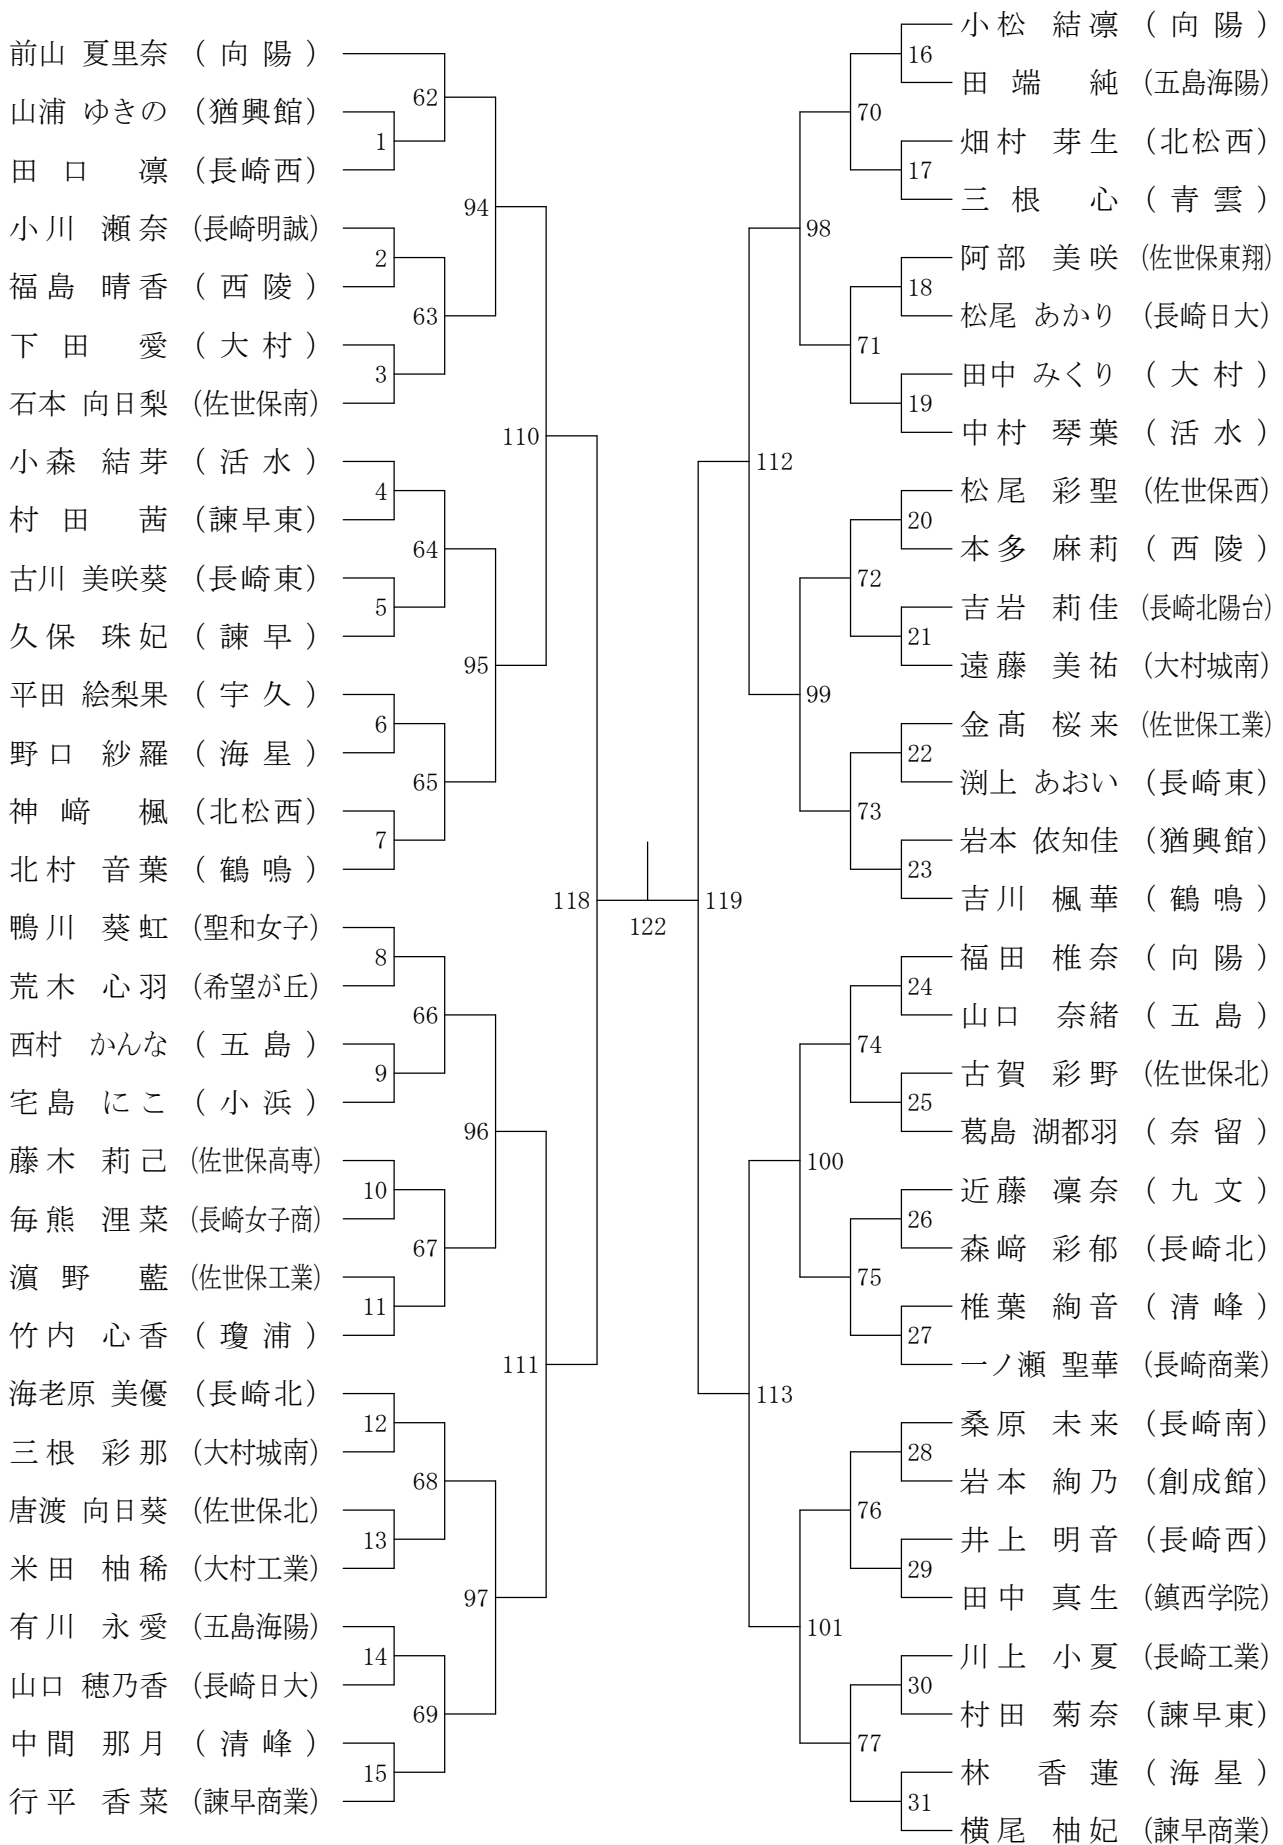 前山 夏里奈 （ 向 陽 ）
山浦 ゆきの （猶興館）
田 口 凛 （長崎西）
小 川 瀬 奈 （長崎明誠）
福 島 晴 香 （ 西 陵 ）
下 田 愛 （ 大 村 ）
石本 向日梨 （佐世保南）
小 森 結 芽 （ 活 水 ）
村 田 茜 （諫早東）
古川 美咲葵 （長崎東）
久 保 珠 妃 （ 諫 早 ）
平田 絵梨果 （ 宇 久 ）
野 口 紗 羅 （ 海 星 ）
神 﨑 楓 （北松西）
北 村 音 葉 （ 鶴 鳴 ）
鴨 川 葵 虹 （聖和女子）
荒 木 心 羽 （希望が丘）
西村 かんな （ 五 島 ）
宅 島 に こ （ 小 浜 ）
藤 木 莉 己 （佐世保高専）
毎 熊 浬 菜 （長崎女子商）
濵 野 藍 （佐世保工業）
竹 内 心 香 （ 瓊 浦 ）
海老原 美優 （長崎北）
三 根 彩 那 （大村城南）
唐渡 向日葵 （佐世保北）
米 田 柚 稀 （大村工業）
有 川 永 愛 （五島海陽）
山口 穂乃香 （長崎日大）
中 間 那 月 （ 清 峰 ）
行 平 香 菜 （諫早商業）
1
2
3
4
5
6
7
8
9
10
11
12
13
14
15
62
63
64
65
66
67
68
69
94
95
96
97
110
111
118
122
119
112
113
98
99
100
101
70
71
72
73
74
75
76
77
16
17
18
19
20
21
22
23
24
25
26
27
28
29
30
31
小 松 結 凛 （ 向 陽 ）
田 端 純 （五島海陽）
畑 村 芽 生 （北松西）
三 根 心 （ 青 雲 ）
阿 部 美 咲 （佐世保東翔）
松尾 あかり （長崎日大）
田中 みくり （ 大 村 ）
中 村 琴 葉 （ 活 水 ）
松 尾 彩 聖 （佐世保西）
本 多 麻 莉 （ 西 陵 ）
吉 岩 莉 佳 （長崎北陽台）
遠 藤 美 祐 （大村城南）
金 髙 桜 来 （佐世保工業）
渕上 あおい （長崎東）
岩本 依知佳 （猶興館）
吉 川 楓 華 （ 鶴 鳴 ）
福 田 椎 奈 （ 向 陽 ）
山 口 奈 緒 （ 五 島 ）
古 賀 彩 野 （佐世保北）
葛島 湖都羽 （ 奈 留 ）
近 藤 凜 奈 （ 九 文 ）
森 﨑 彩 郁 （長崎北）
椎 葉 絢 音 （ 清 峰 ）
一ノ瀬 聖華 （長崎商業）
桑 原 未 来 （長崎南）
岩 本 絢 乃 （創成館）
井 上 明 音 （長崎西）
田 中 真 生 （鎮西学院）
川 上 小 夏 （長崎工業）
村 田 菊 奈 （諫早東）
林 香 蓮 （ 海 星 ）
横 尾 柚 妃 （諫早商業）